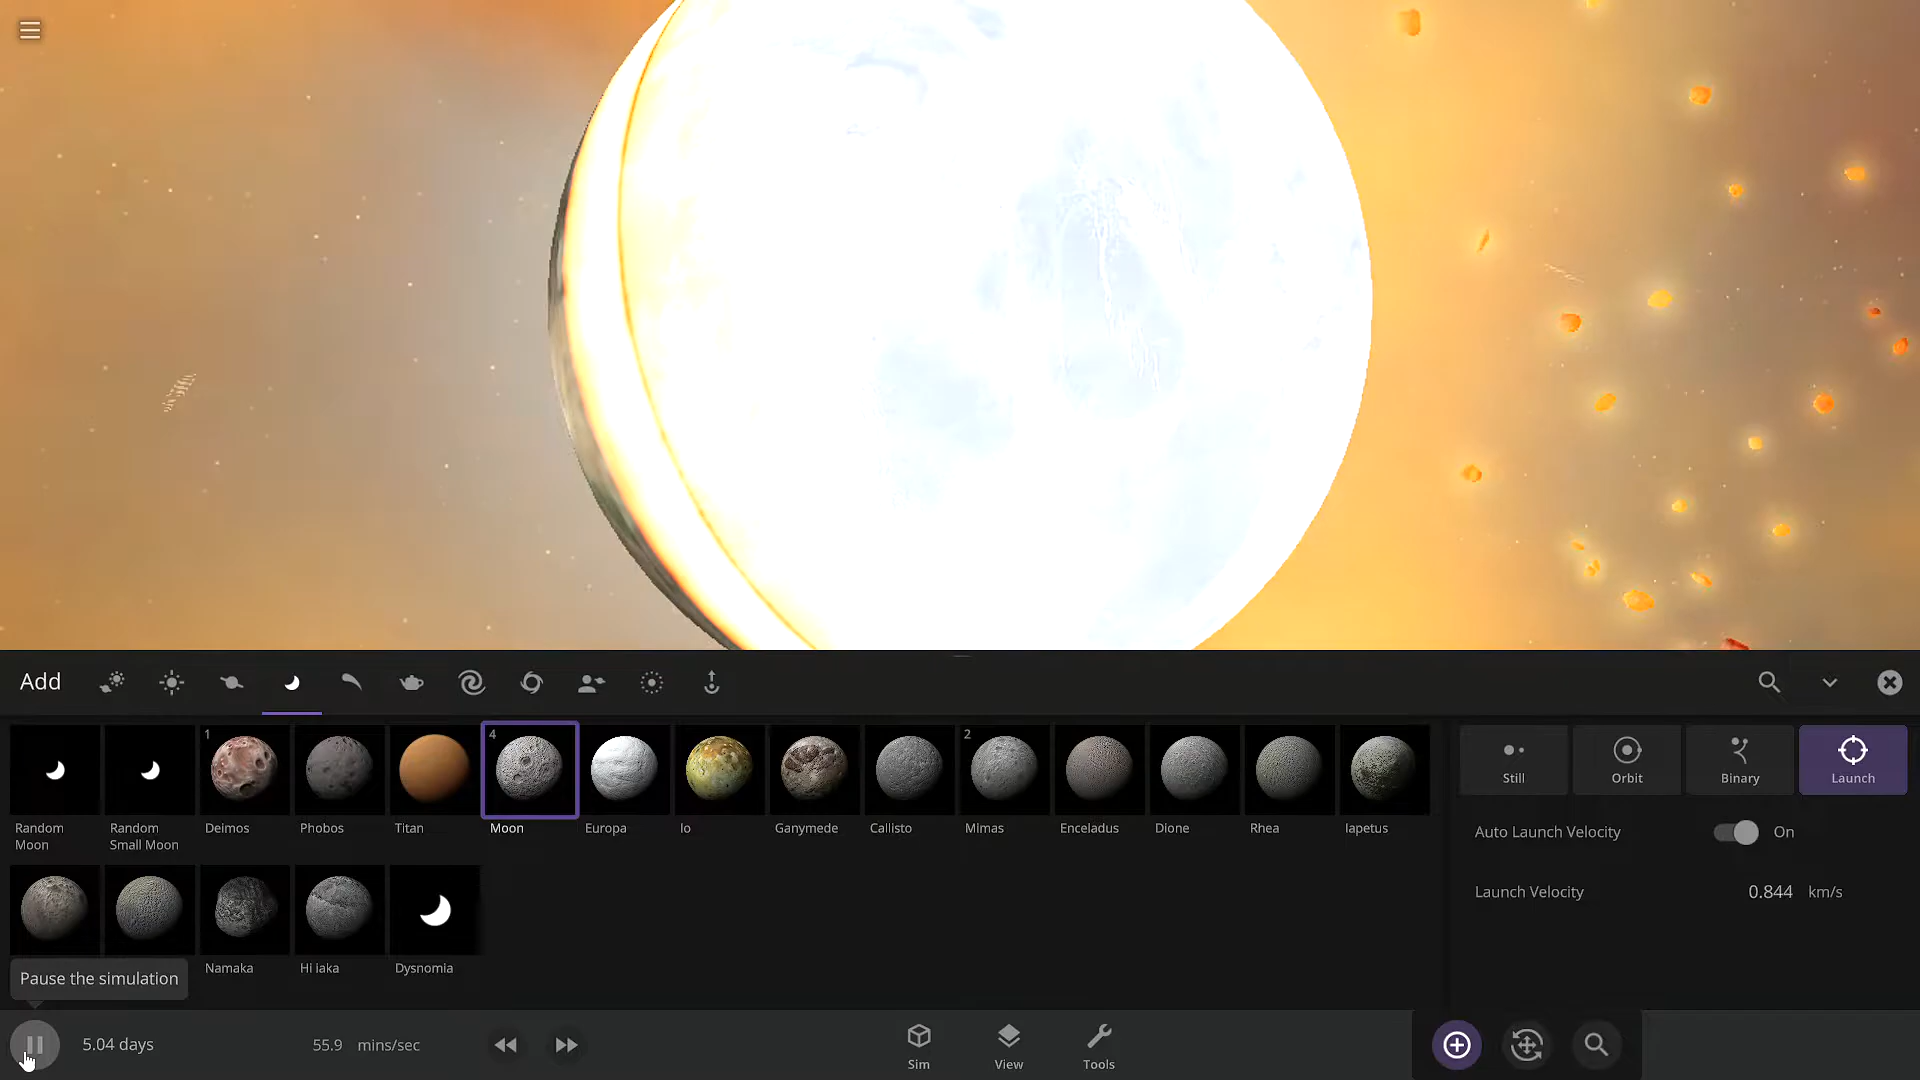 Add
1
4
2
Random Moon
Random Small Moon
Deimos
Phobos
Titan
Moon
Europa
Io
Ganymede
Callisto
Mimas
Enceladus
Dione
Rhea
Iapetus
Still
Orbit
Binary
Launch
Auto Launch Velocity
On
Launch Velocity
0.844 km/s
Namaka
Hi iaka
Dysnomia
Pause the simulation
5.04 days
55.9 mins/sec
Sim
View
Tools